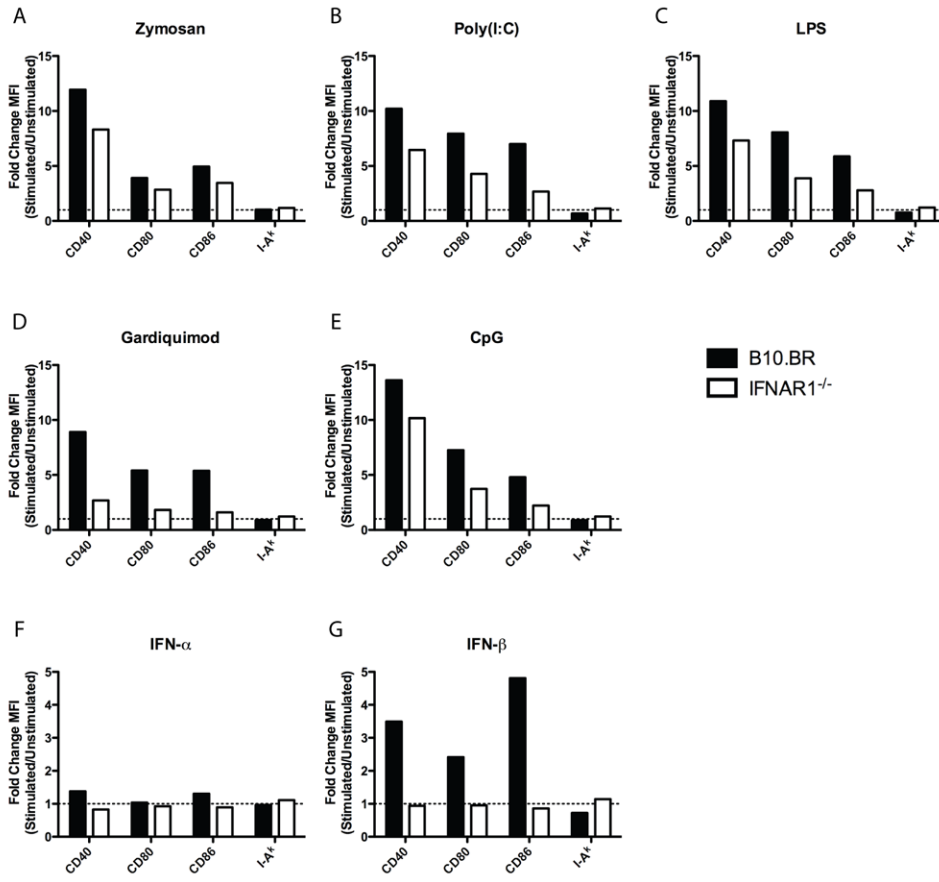 A
Zymosan
Fold Change MFI
(Stimulated/Unstimulated)
15
10
5
0
CD40
CD80
CD86
I-Aᵏ
B
Poly(I:C)
Fold Change MFI
(Stimulated/Unstimulated)
15
10
5
0
CD40
CD80
CD86
I-Aᵏ
C
LPS
Fold Change MFI
(Stimulated/Unstimulated)
15
10
5
0
CD40
CD80
CD86
I-Aᵏ
D
Gardiquimod
Fold Change MFI
(Stimulated/Unstimulated)
15
10
5
0
CD40
CD80
CD86
I-Aᵏ
E
CpG
Fold Change MFI
(Stimulated/Unstimulated)
15
10
5
0
CD40
CD80
CD86
I-Aᵏ
B10.BR
IFNAR1⁻/⁻
F
IFN-α
Fold Change MFI
(Stimulated/Unstimulated)
5
4
3
2
1
0
CD40
CD80
CD86
I-Aᵏ
G
IFN-β
Fold Change MFI
(Stimulated/Unstimulated)
5
4
3
2
1
0
CD40
CD80
CD86
I-Aᵏ